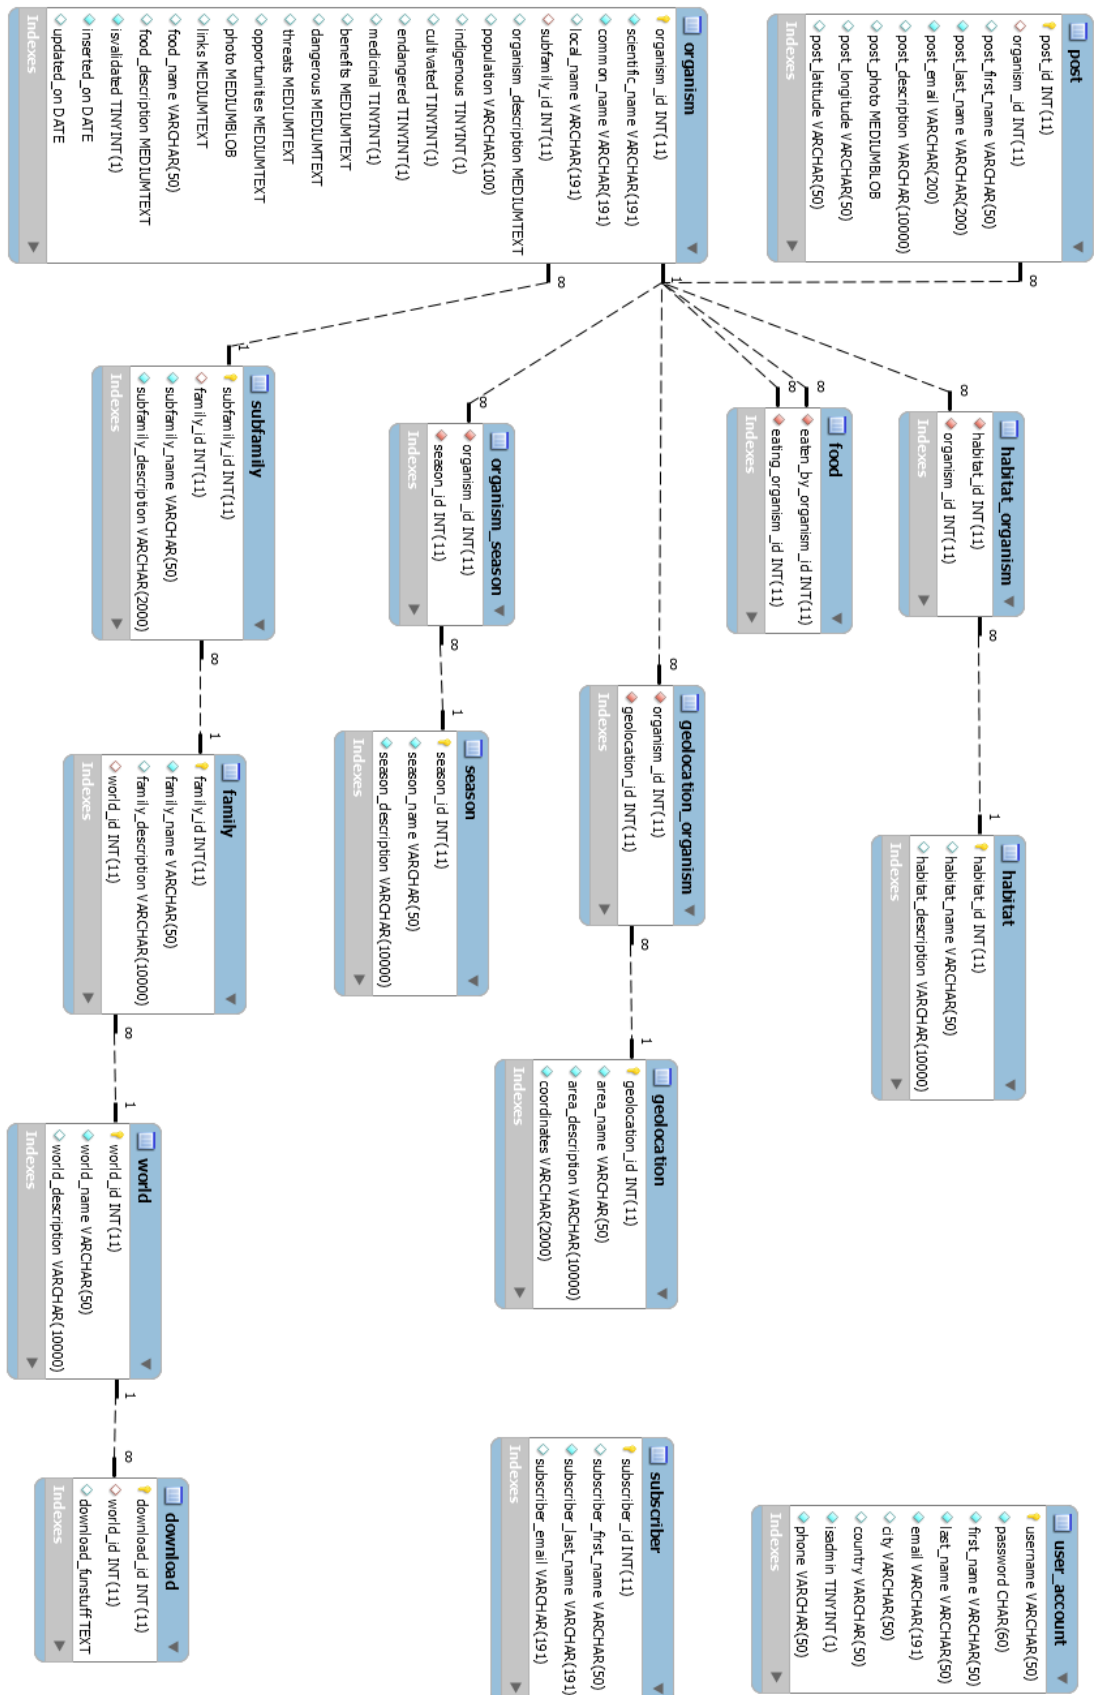 post
post_id INT(11)
organism_id INT(11)
post_first_name VARCHAR(50)
post_last_name VARCHAR(200)
post_email VARCHAR(200)
post_description VARCHAR(10000)
post_photo MEDIUMBLOB
post_longitude VARCHAR(50)
post_latitude VARCHAR(50)
Indexes
∞
habitat_organism
habitat_id INT(11)
organism_id INT(11)
Indexes
∞
∞
1
habitat
habitat_id INT(11)
habitat_name VARCHAR(50)
habitat_description VARCHAR(10000)
Indexes
user_account
username VARCHAR(50)
password CHAR(60)
first_name VARCHAR(50)
last_name VARCHAR(50)
email VARCHAR(191)
city VARCHAR(50)
country VARCHAR(50)
isadmin TINYINT(1)
phone VARCHAR(50)
Indexes
food
eaten_by_organism_id INT(11)
eating_organism_id INT(11)
Indexes
∞
∞
organism
organism_id INT(11)
scientific_name VARCHAR(191)
common_name VARCHAR(191)
local_name VARCHAR(191)
subfamily_id INT(11)
organism_description MEDIUMTEXT
population VARCHAR(100)
indigenous TINYINT(1)
cultivated TINYINT(1)
endangered TINYINT(1)
medicinal TINYINT(1)
benefits MEDIUMTEXT
dangerous MEDIUMTEXT
threats MEDIUMTEXT
opportunities MEDIUMTEXT
photo MEDIUMBLOB
links MEDIUMTEXT
food_name VARCHAR(50)
food_description MEDIUMTEXT
isvalidated TINYINT(1)
inserted_on DATE
updated_on DATE
Indexes
1
∞
geolocation_organism
organism_id INT(11)
geolocation_id INT(11)
Indexes
∞
∞
1
geolocation
geolocation_id INT(11)
area_name VARCHAR(50)
area_description VARCHAR(10000)
coordinates VARCHAR(2000)
Indexes
subscriber
subscriber_id INT(11)
subscriber_first_name VARCHAR(50)
subscriber_last_name VARCHAR(191)
subscriber_email VARCHAR(191)
Indexes
organism_season
organism_id INT(11)
season_id INT(11)
Indexes
∞
∞
1
season
season_id INT(11)
season_name VARCHAR(50)
season_description VARCHAR(10000)
Indexes
subfamily
subfamily_id INT(11)
family_id INT(11)
subfamily_name VARCHAR(50)
subfamily_description VARCHAR(2000)
Indexes
1
∞
1
family
family_id INT(11)
family_name VARCHAR(50)
family_description VARCHAR(10000)
world_id INT(11)
Indexes
∞
1
world
world_id INT(11)
world_name VARCHAR(50)
world_description VARCHAR(10000)
Indexes
1
∞
download
download_id INT(11)
world_id INT(11)
download_funstuff TEXT
Indexes